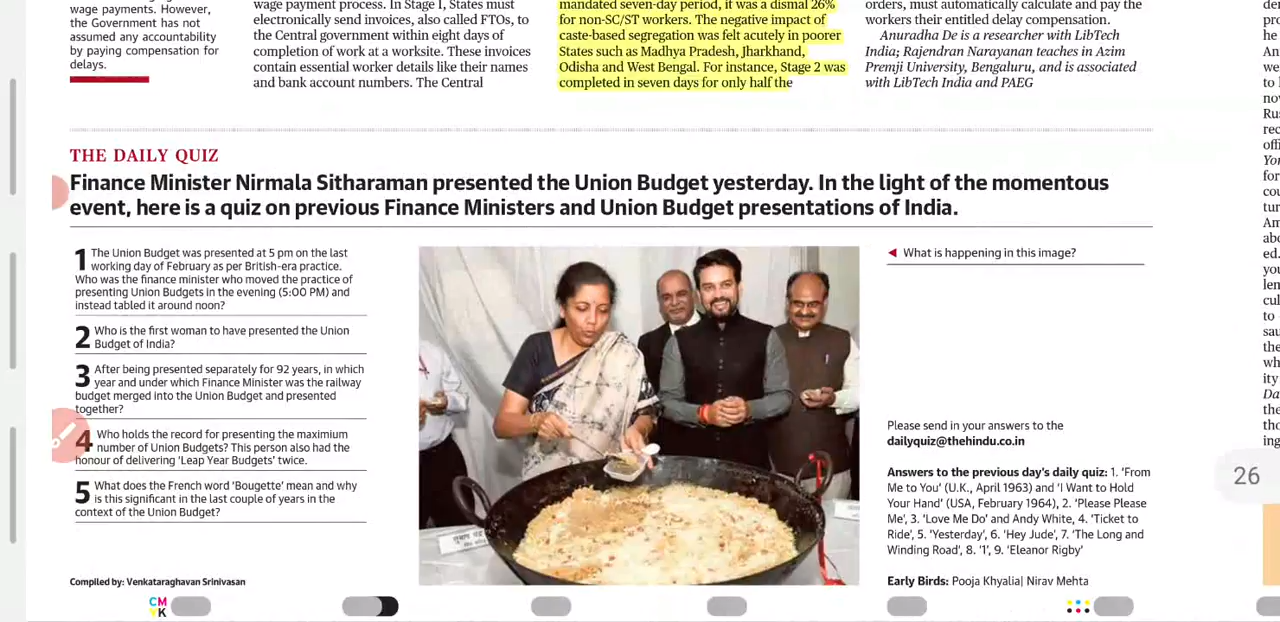 wage payments. However,
the Government has not
assumed any accountability
by paying compensation for
delays.
wage payment process. In Stage 1, States must
electronically send invoices, also called FTOs, to
the Central government within eight days of
completion of work at a worksite. These invoices
contain essential worker details like their names
and bank account numbers. The Central
mandated seven-day period, it was a dismal 26%
for non-SC/ST workers. The negative impact of
caste-based segregation was felt acutely in poorer
States such as Madhya Pradesh, Jharkhand,
Odisha and West Bengal. For instance, Stage 2 was
completed in seven days for only half the
orders, must automatically calculate and pay the
workers their entitled delay compensation.
Anuradha De is a researcher with LibTech
India; Rajendran Narayanan teaches in Azim
Premji University, Bengaluru, and is associated
with LibTech India and PAEG
THE DAILY QUIZ
Finance Minister Nirmala Sitharaman presented the Union Budget yesterday. In the light of the momentous
event, here is a quiz on previous Finance Ministers and Union Budget presentations of India.
1 The Union Budget was presented at 5 pm on the last
working day of February as per British-era practice.
Who was the finance minister who moved the practice of
presenting Union Budgets in the evening (5:00 PM) and
instead tabled it around noon?
2 Who is the first woman to have presented the Union
Budget of India?
3 After being presented separately for 92 years, in which
year and under which Finance Minister was the railway
budget merged into the Union Budget and presented
together?
4 Who holds the record for presenting the maximium
number of Union Budgets? This person also had the
honour of delivering 'Leap Year Budgets' twice.
5 What does the French word 'Bougette' mean and why
is this significant in the last couple of years in the
context of the Union Budget?
Compiled by: Venkataraghavan Srinivasan
What is happening in this image?
Please send in your answers to the
dailyquiz@thehindu.co.in
Answers to the previous day's daily quiz: 1. 'From
Me to You' (U.K., April 1963) and 'I Want to Hold
Your Hand' (USA, February 1964), 2. 'Please Please
Me', 3. 'Love Me Do' and Andy White, 4. 'Ticket to
Ride', 5. 'Yesterday', 6. 'Hey Jude', 7. 'The Long and
Winding Road', 8. '1', 9. 'Eleanor Rigby'
Early Birds: Pooja Khyalia| Nirav Mehta
26
CM
YK